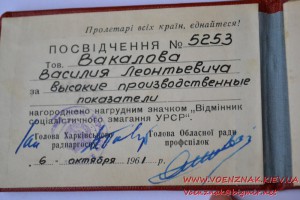 Пролетарі всіх країн, єднайтеся!
ПОСВІДЧЕННЯ № 5253
Тов. Вакалова
Василия Леонтьевича
за высокие производственные
показатели
нагороджено нагрудним значком „Відмінник
соціалістичного змагання УРСР".
Голова Харківської Голова Обласної ради
раднаргоспу профспілок
6 - октября 1961 р.
WWW.VOENZNAK.KIEV.UA